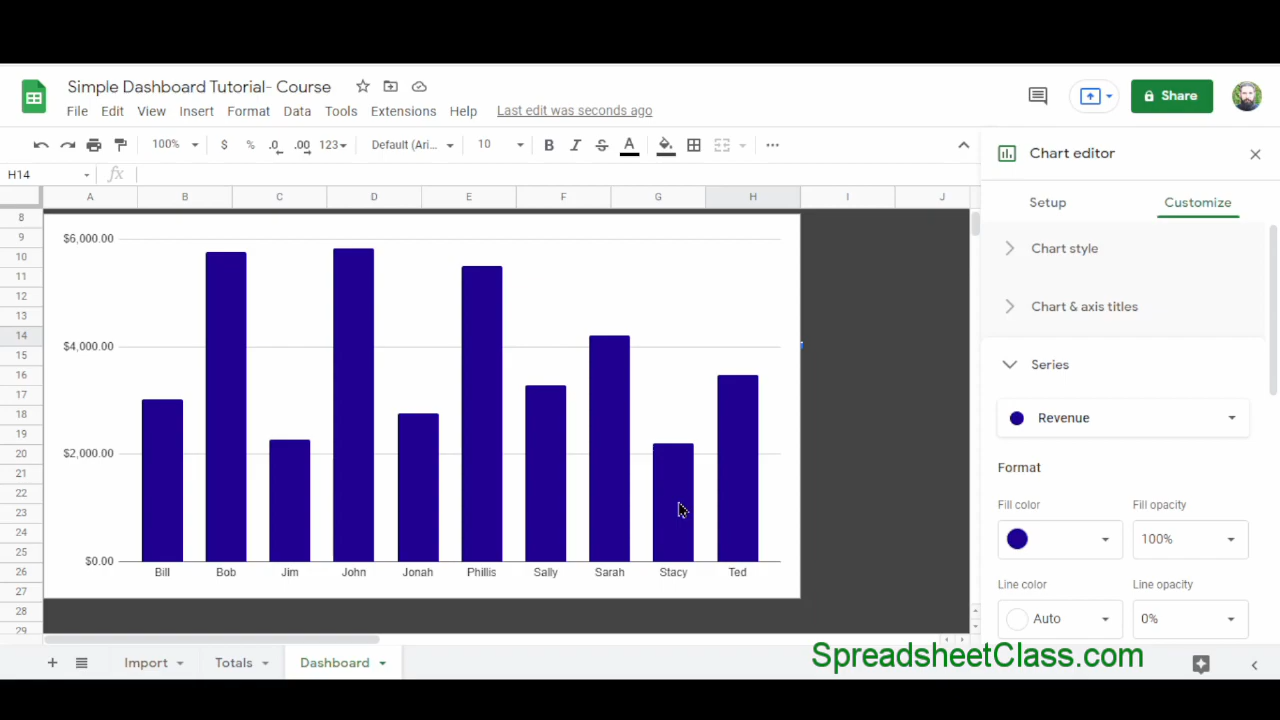 Simple Dashboard Tutorial- Course
File Edit View Insert Format Data Tools Extensions Help Last edit was seconds ago
Share
100% $ % .0 .00 123 Default (Ari... 10 B I S A
H14 fx
A B C D E F G H I J
8
9
10
11
12
13
14
15
16
17
18
19
20
21
22
23
24
25
26
27
28
29
$6,000.00
$4,000.00
$2,000.00
$0.00
Bill Bob Jim John Jonah Phillis Sally Sarah Stacy Ted
Chart editor
Setup Customize
Chart style
Chart & axis titles
Series
Revenue
Format
Fill color Fill opacity
100%
Line color Line opacity
Auto 0%
Import Totals Dashboard
SpreadsheetClass.com